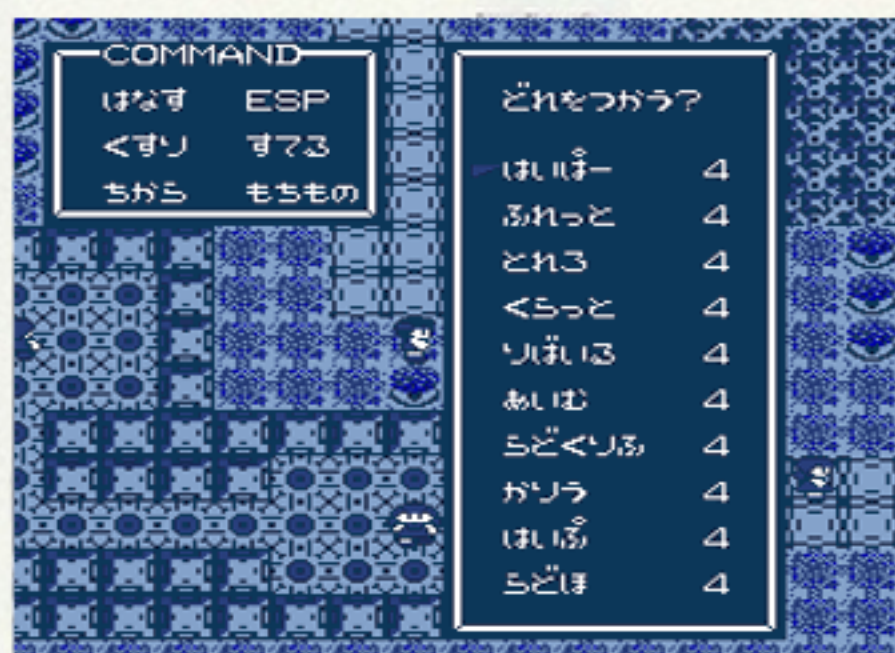 COMMAND
はなす ESP
くすり すてる
ちから もちもの
どれをつかう?
はいぱー 4
ふれっと 4
とれろ 4
くらっと 4
りばいる 4
あいむ 4
らどくりふ 4
かりう 4
はいぷ 4
らどほ 4